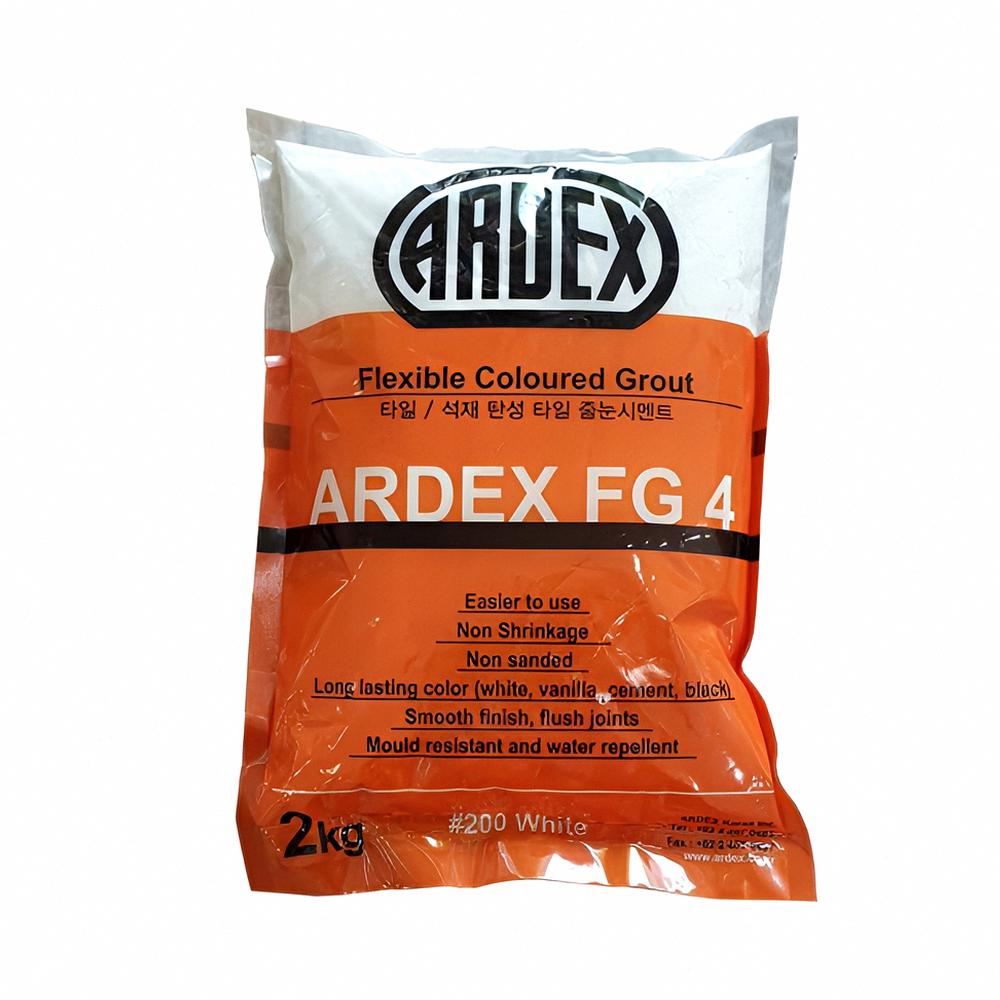 ARDEX
Flexible Coloured Grout
타일 / 석재 탄성 타일 줄눈시멘트
ARDEX FG 4
Easier to use
Non Shrinkage
Non sanded
Long lasting color (white, vanilla, cement, black)
Smooth finish, flush joints
Mould resistant and water repellent
2kg
#200 White
ARDEX